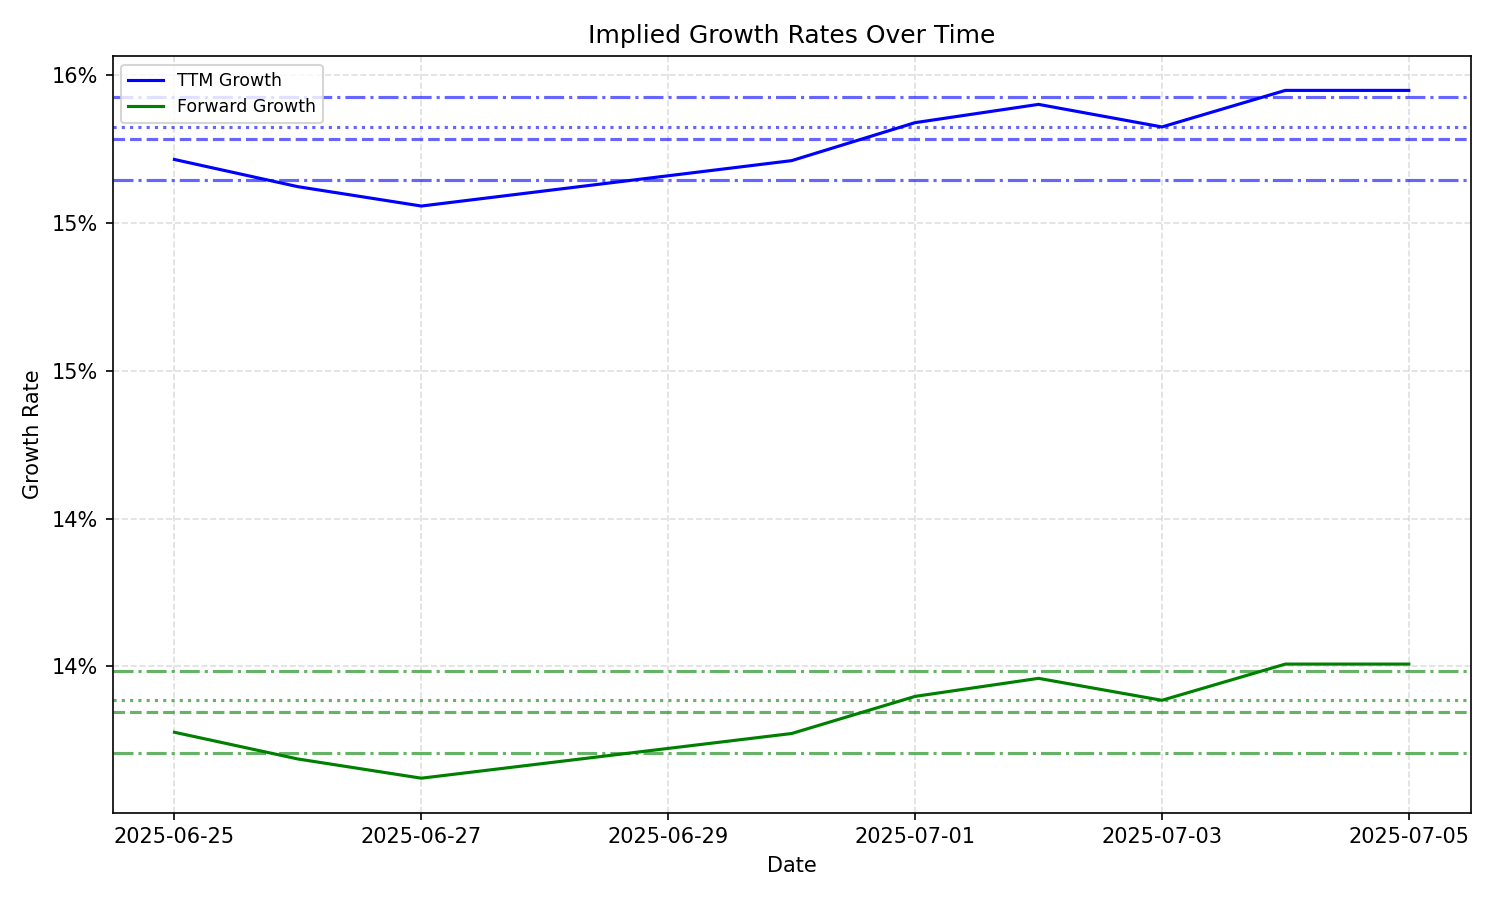 Implied Growth Rates Over Time
TTM Growth
Forward Growth
16%
15%
15%
14%
14%
Growth Rate
2025-06-25
2025-06-27
2025-06-29
2025-07-01
2025-07-03
2025-07-05
Date